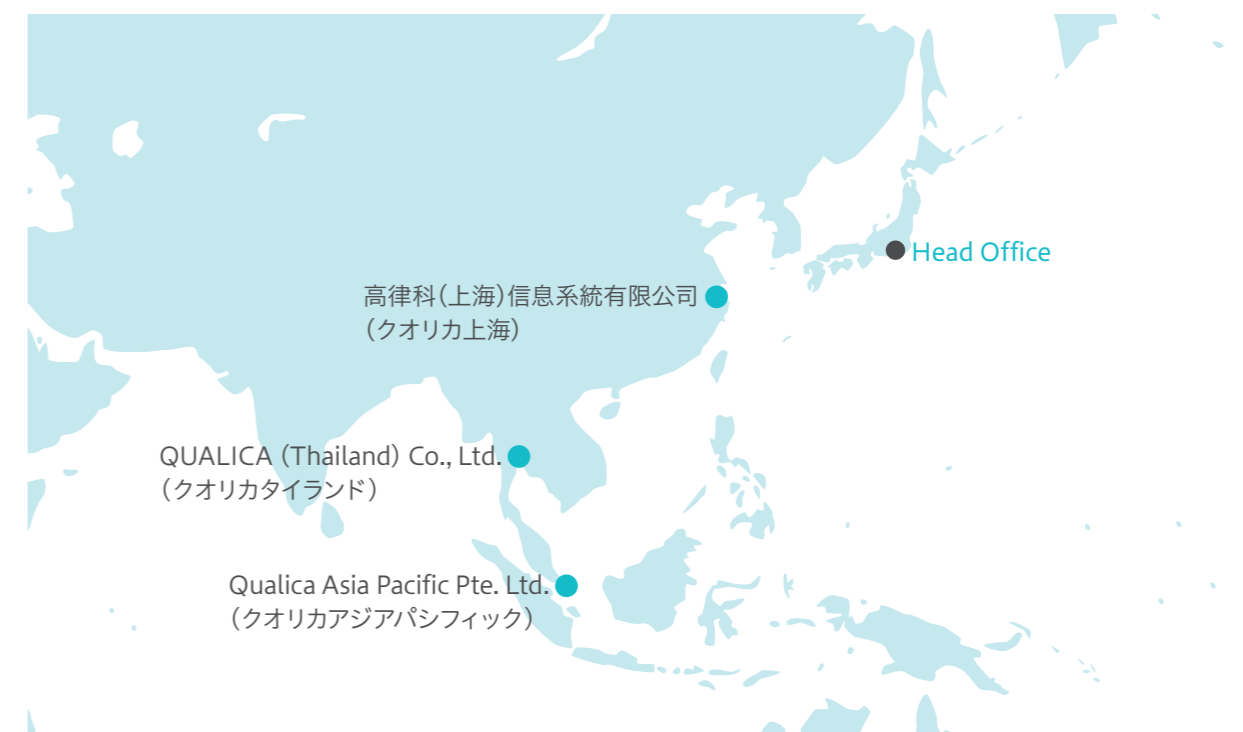 Head Office
高律科（上海）信息系統有限公司
（クオリカ上海）
QUALICA (Thailand) Co., Ltd.
（クオリカタイランド）
Qualica Asia Pacific Pte. Ltd.
（クオリカアジアパシフィック）